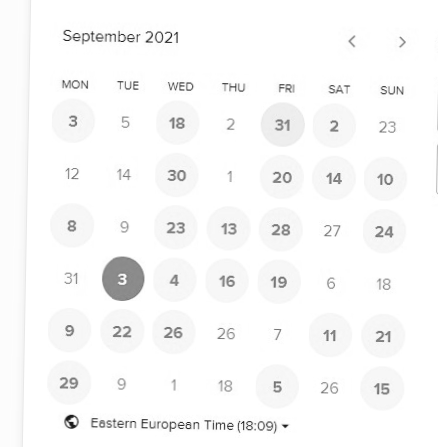 September 2021
MON TUE WED THU FRI SAT SUN
3 5 18 2 31 2 23
12 14 30 1 20 14 10
8 9 23 13 28 27 24
31 3 4 16 19 6 18
9 22 26 26 7 11 21
29 9 1 18 5 26 15
Eastern European Time (18:09)